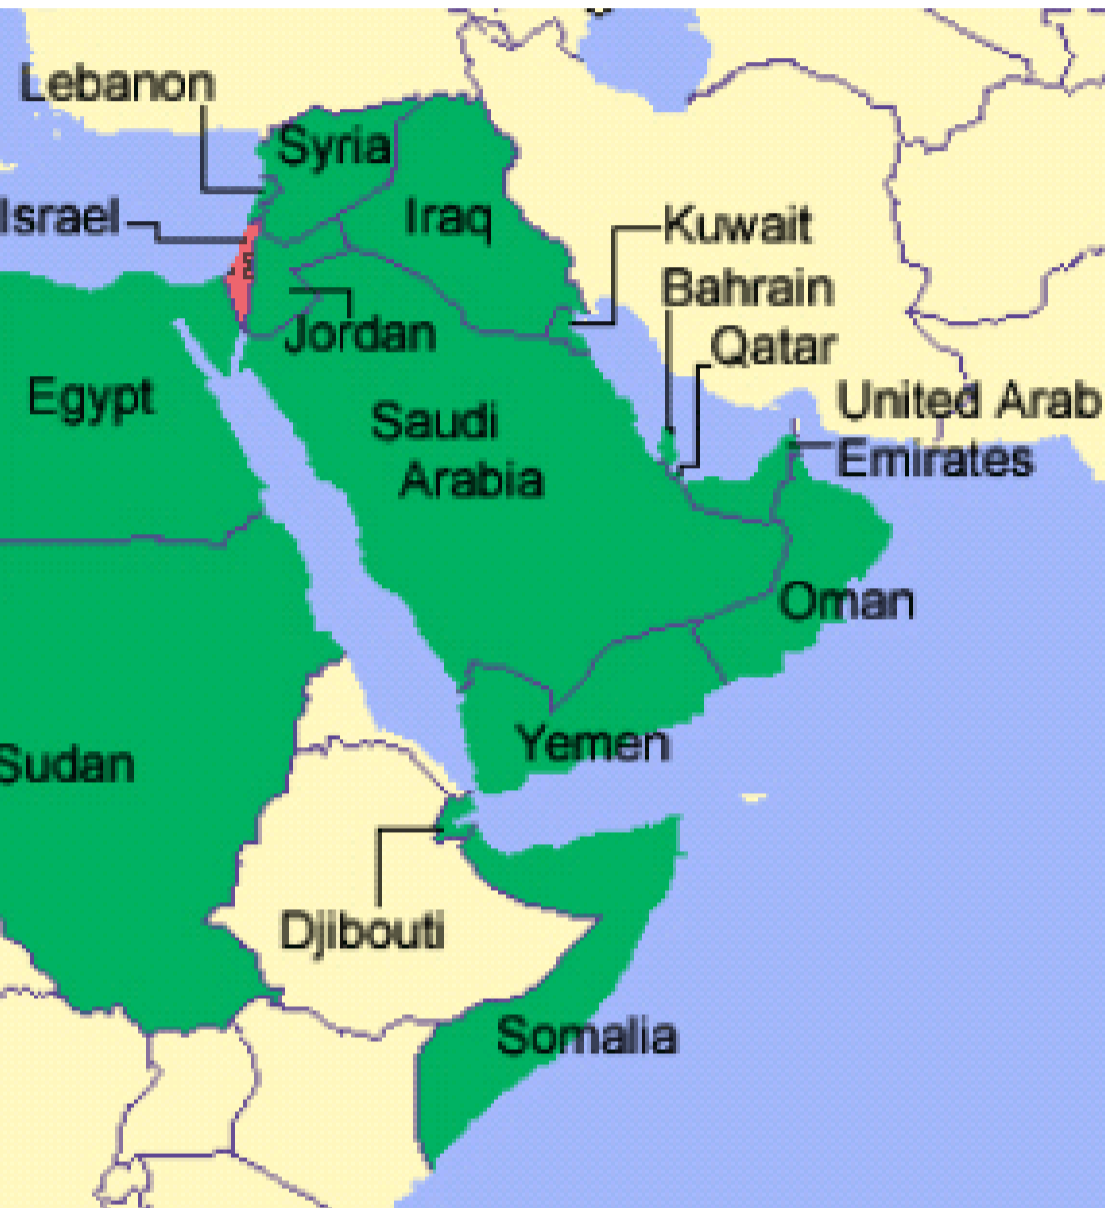 Lebanon
Syria
Israel
Iraq
Kuwait
Bahrain
Jordan
Qatar
Egypt
Saudi
Arabia
United Arab
Emirates
Oman
Yemen
Sudan
Djibouti
Somalia